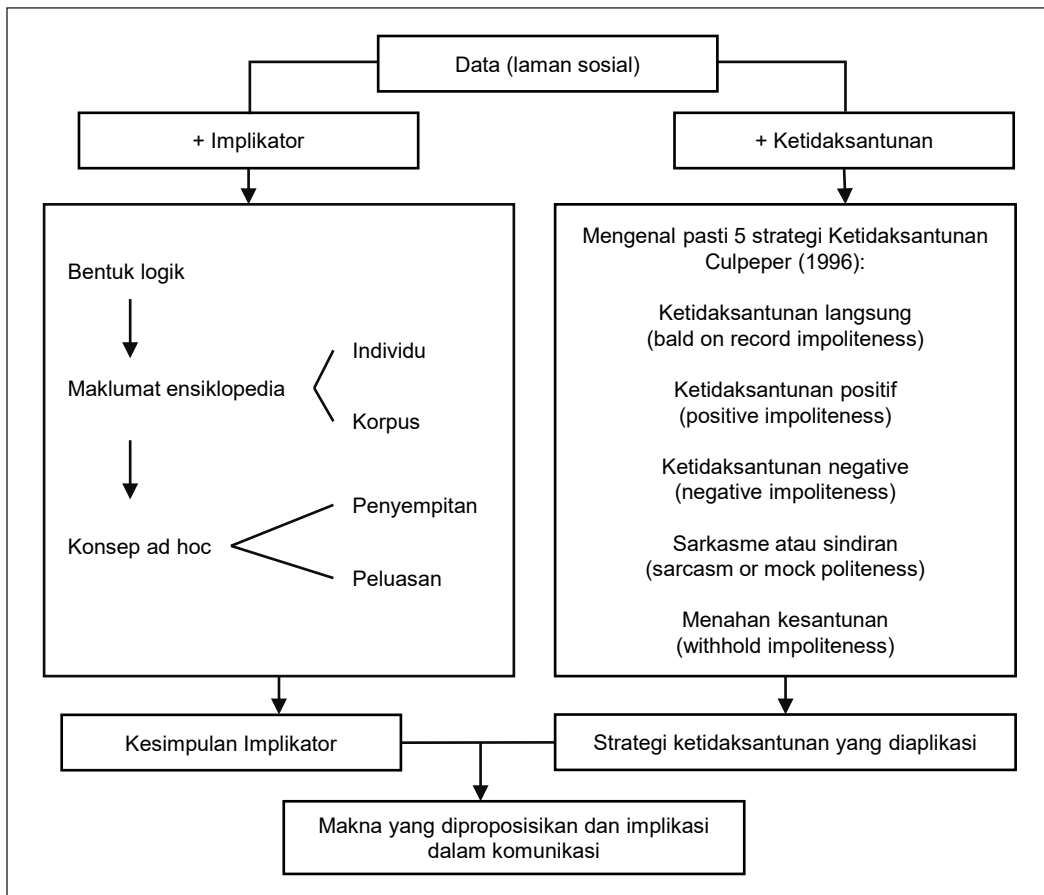 Data (laman sosial)
+ Implikator
+ Ketidaksantunan
Bentuk logik
Maklumat ensiklopedia
Individu
Korpus
Konsep ad hoc
Penyempitan
Peluasan
Mengenal pasti 5 strategi Ketidaksantunan
Culpeper (1996):
Ketidaksantunan langsung
(bald on record impoliteness)
Ketidaksantunan positif
(positive impoliteness)
Ketidaksantunan negative
(negative impoliteness)
Sarkasme atau sindiran
(sarcasm or mock politeness)
Menahan kesantunan
(withhold impoliteness)
Kesimpulan Implikator
Strategi ketidaksantunan yang diaplikasi
Makna yang diproposisikan dan implikasi
dalam komunikasi